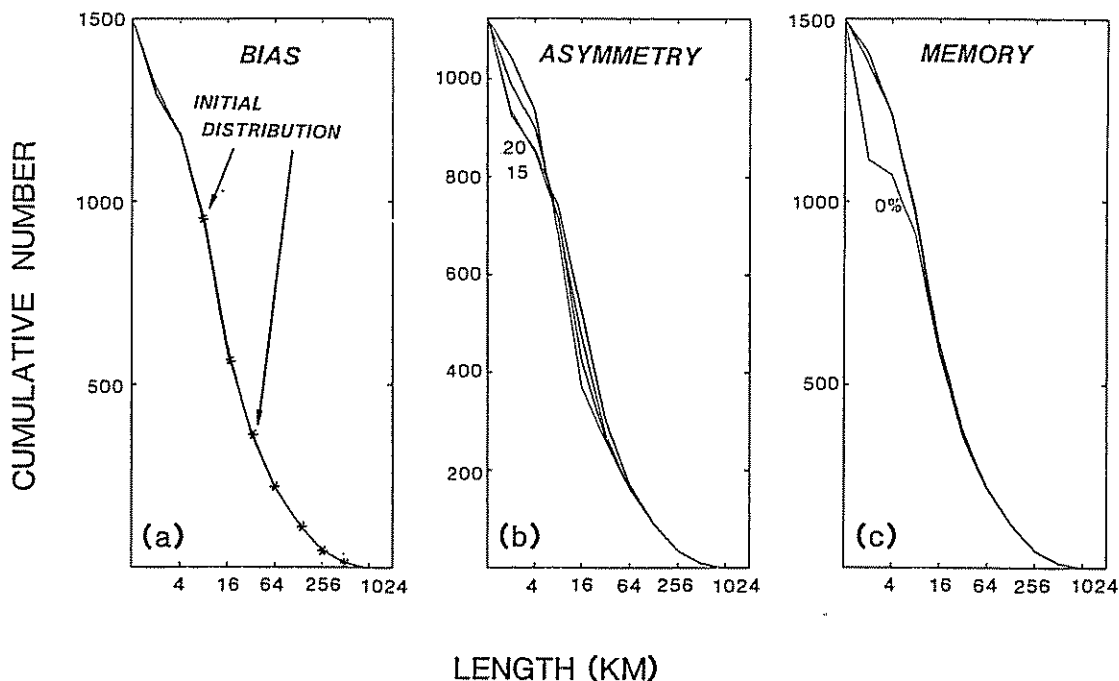 CUMULATIVE NUMBER
1500
1000
500
BIAS
INITIAL
DISTRIBUTION
(a)
4 16 64 256 1024
1000
800
600
400
200
ASYMMETRY
20
15
(b)
4 16 64 256 1024
1500
1000
500
MEMORY
0%
(c)
4 16 64 256 1024
LENGTH (KM)